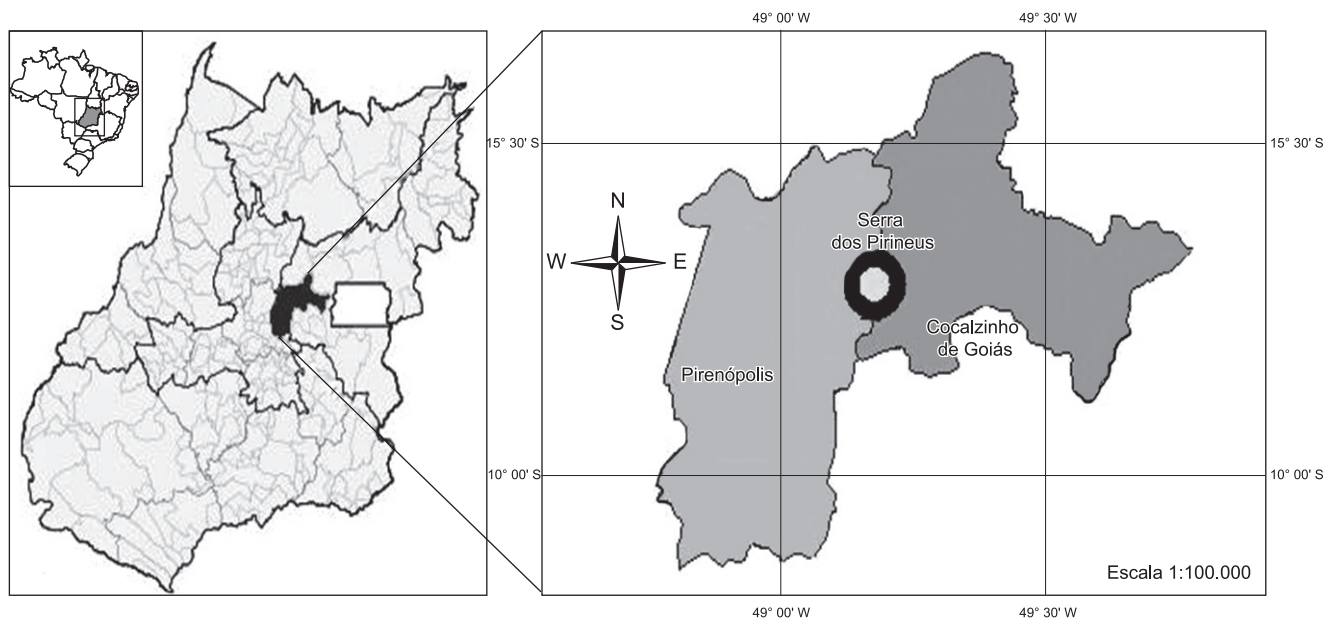 49° 00' W
49° 30' W
15° 30' S
15° 30' S
N
W
E
S
Serra
dos Pirineus
Cocalzinho
de Goiás
Pirenópolis
10° 00' S
10° 00' S
Escala 1:100.000
49° 00' W
49° 30' W